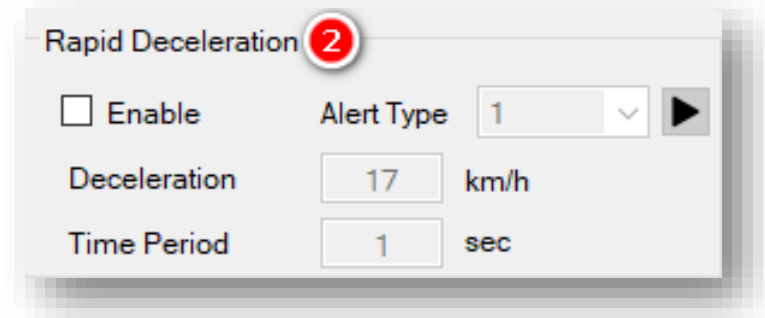 Rapid Deceleration 2
Enable Alert Type 1
Deceleration 17 km/h
Time Period 1 sec